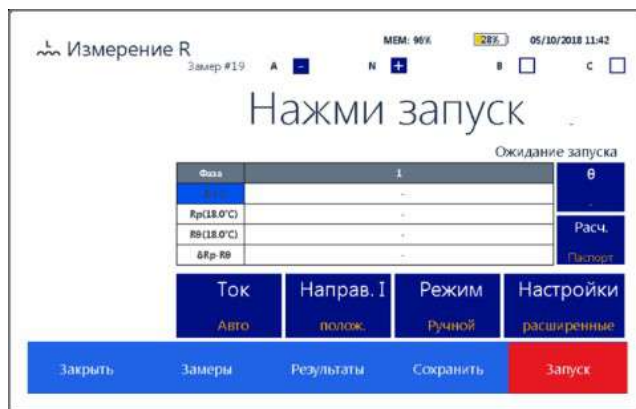 Измерение R
MEM: 96% 28% 05/10/2018 11:42
Замер #19 A - N + B C
Нажми запуск
Ожидание запуска
Фаза 1 θ
-
Rр(18.0°C) -
Rθ(18.0°C) - Расч.
δRр-Rθ - Паспорт
Ток Направ. I Режим Настройки
Авто полож. Ручной расширенные
Закрыть Замеры Результаты Сохранить Запуск